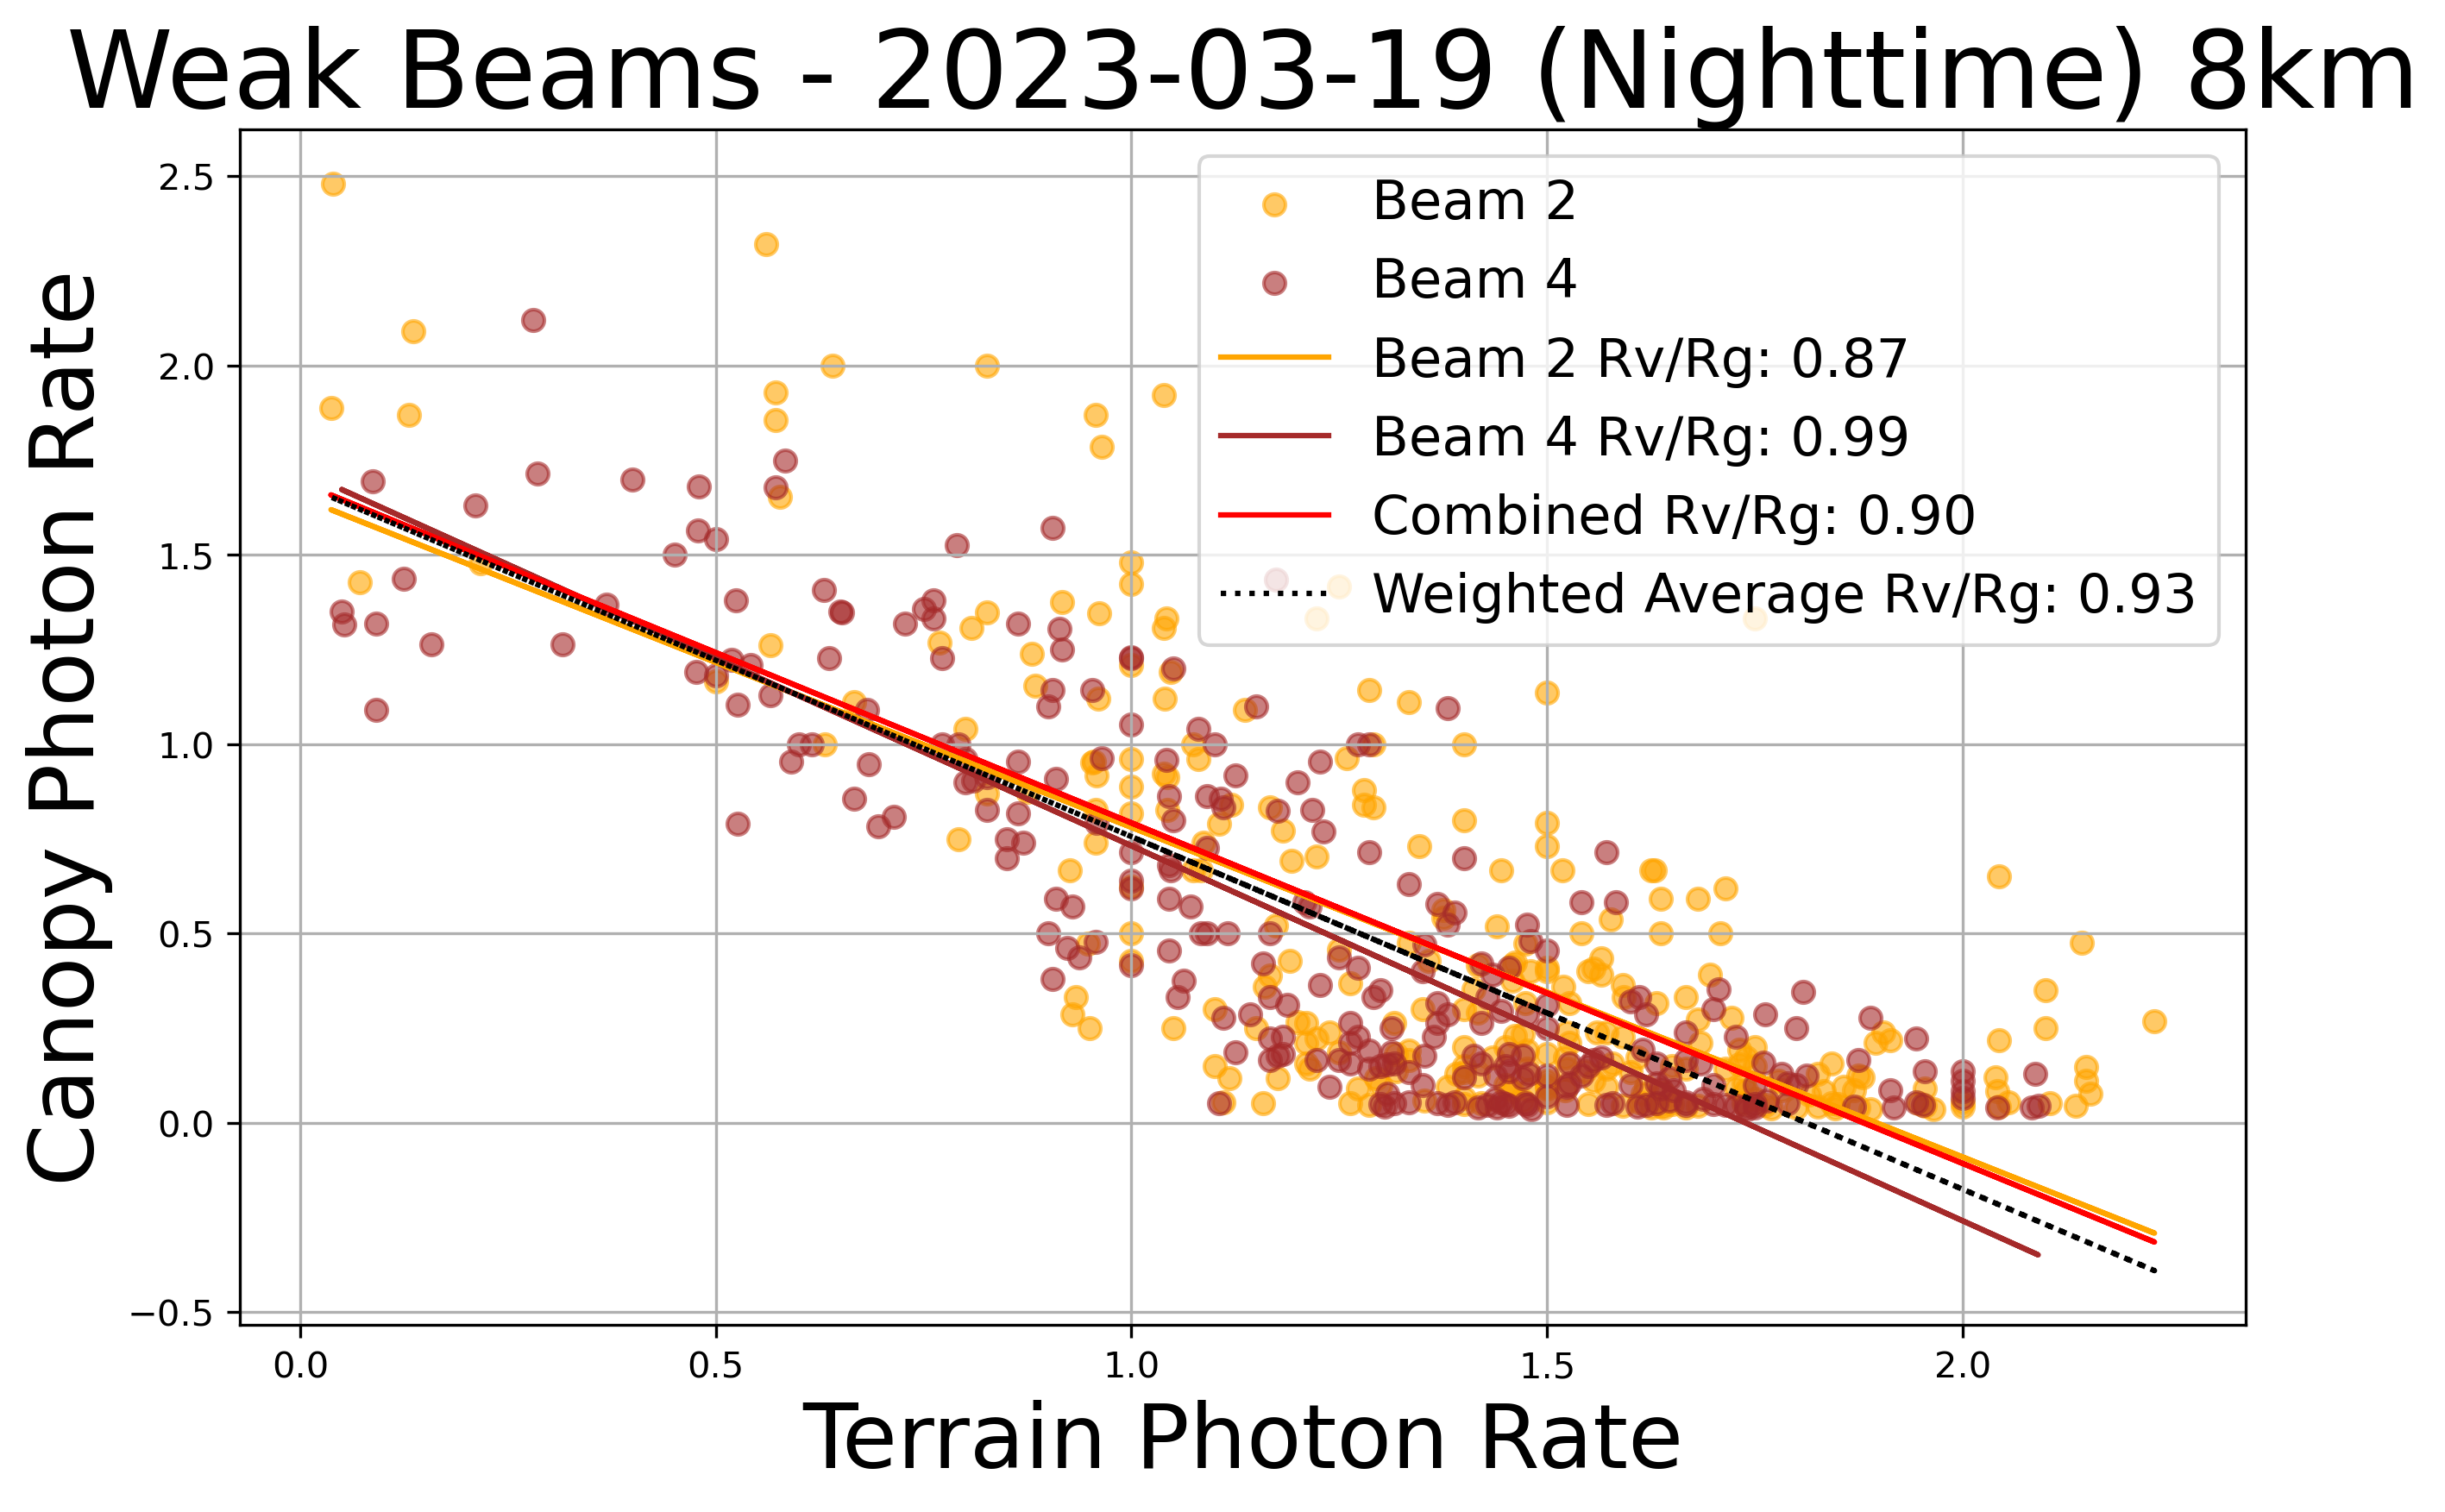 Weak Beams - 2023-03-19 (Nighttime) 8km
Canopy Photon Rate
2.5
2.0
1.5
1.0
0.5
0.0
−0.5
Beam 2
Beam 4
Beam 2 Rv/Rg: 0.87
Beam 4 Rv/Rg: 0.99
Combined Rv/Rg: 0.90
Weighted Average Rv/Rg: 0.93
0.0 0.5 1.0 1.5 2.0
Terrain Photon Rate